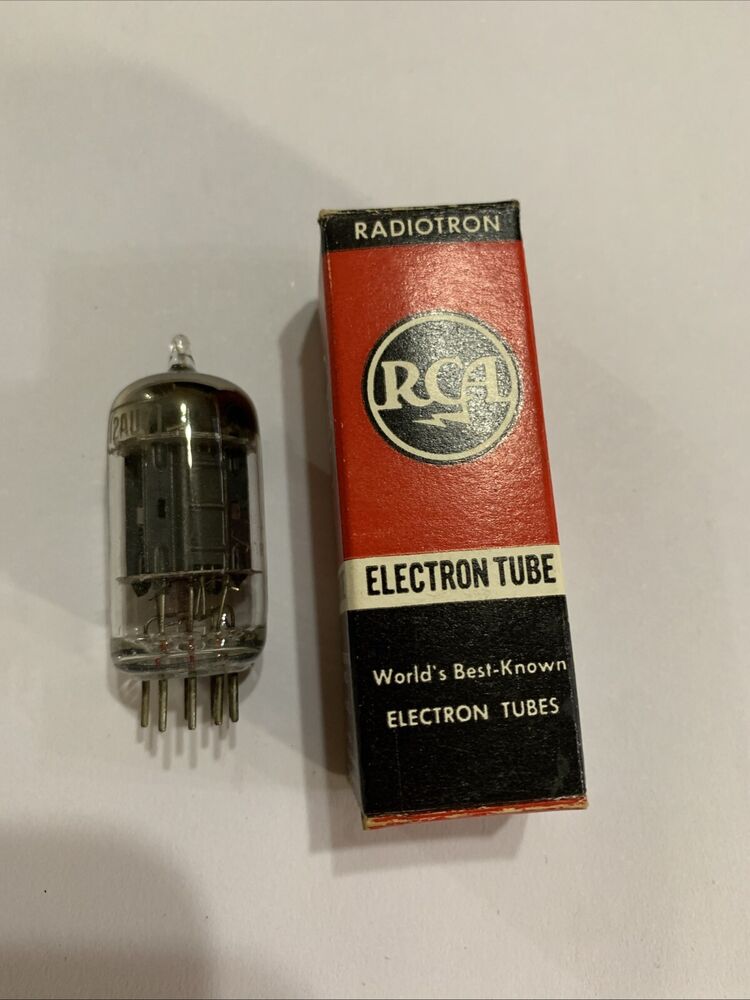 RADIOTRON
RCA
ELECTRON TUBE
World's Best-Known
ELECTRON TUBES